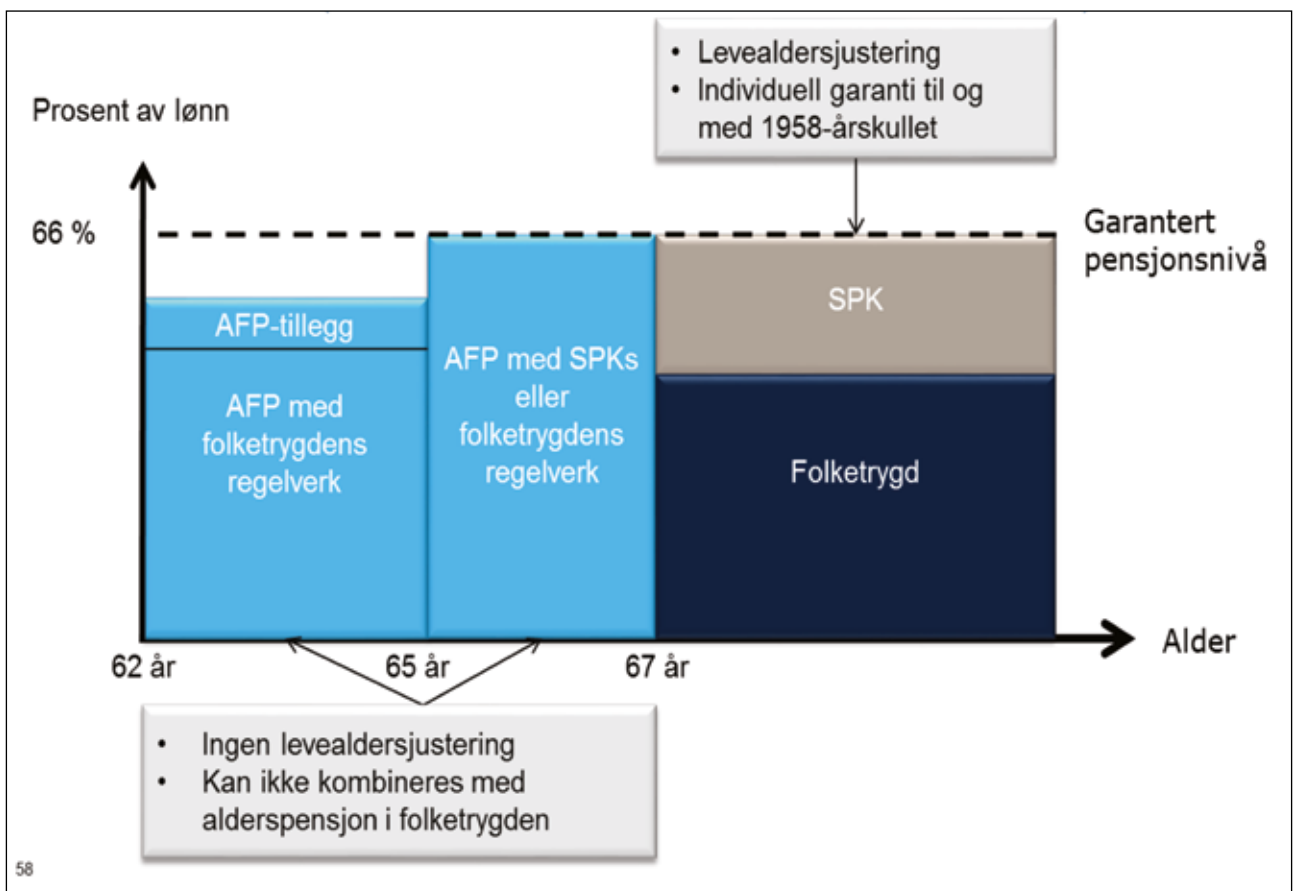 • Levealdersjustering
• Individuell garanti til og
med 1958-årskullet
Prosent av lønn
66 %
Garantert
pensjonsnivå
AFP-tillegg
AFP med
folketrygdens
regelverk
AFP med SPKs
eller
folketrygdens
regelverk
SPK
Folketrygd
62 år
65 år
67 år
Alder
• Ingen levealdersjustering
• Kan ikke kombineres med
alderspensjon i folketrygden
58